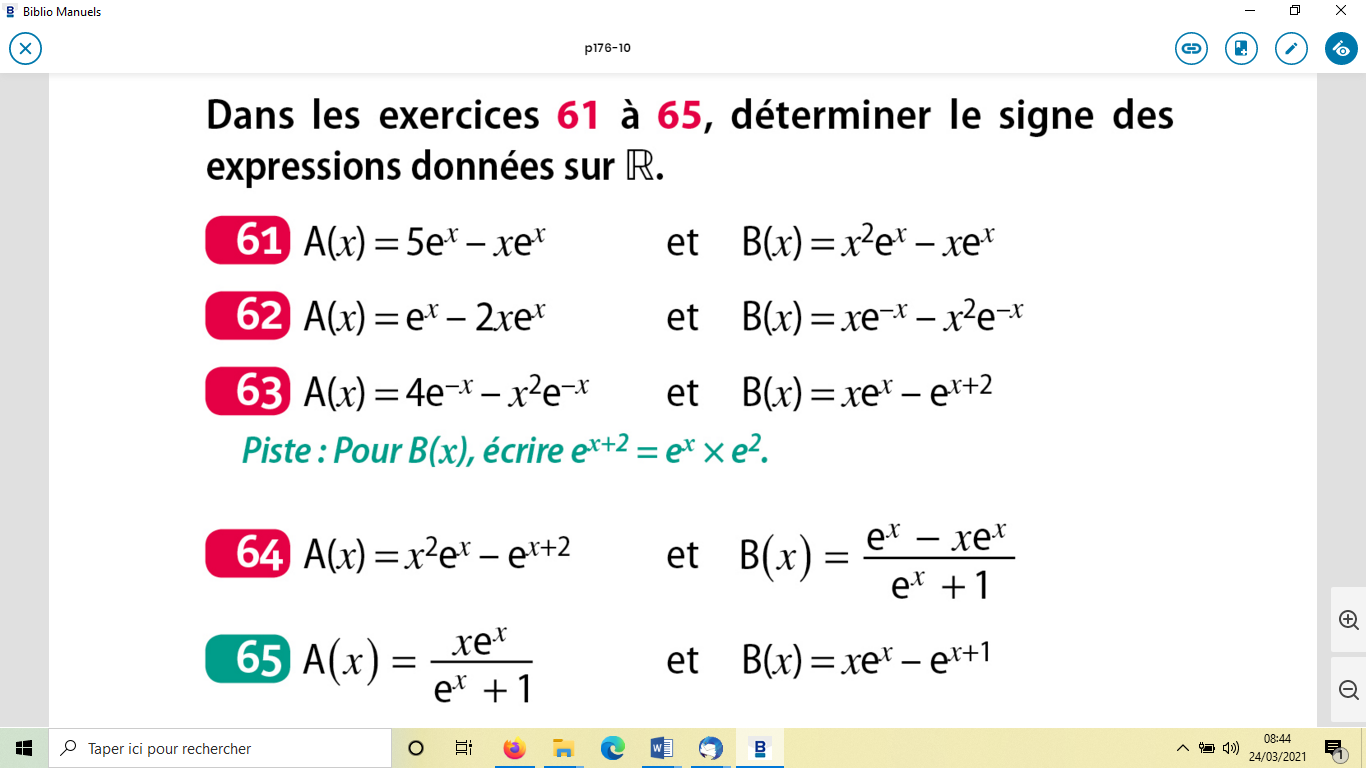 Biblio Manuels
p176-10
Dans les exercices 61 à 65, déterminer le signe des
expressions données sur ℝ.
61 A(x) = 5eˣ – xeˣ et B(x) = x²eˣ – xeˣ
62 A(x) = eˣ – 2xeˣ et B(x) = xe⁻ˣ – x²e⁻ˣ
63 A(x) = 4e⁻ˣ – x²e⁻ˣ et B(x) = xeˣ – eˣ⁺²
Piste : Pour B(x), écrire eˣ⁺² = eˣ × e².
64 A(x) = x²eˣ – eˣ⁺² et B(x) = (eˣ – xeˣ)/(eˣ + 1)
65 A(x) = xeˣ/(eˣ + 1) et B(x) = xeˣ – eˣ⁺¹
Taper ici pour rechercher
08:44
24/03/2021
1